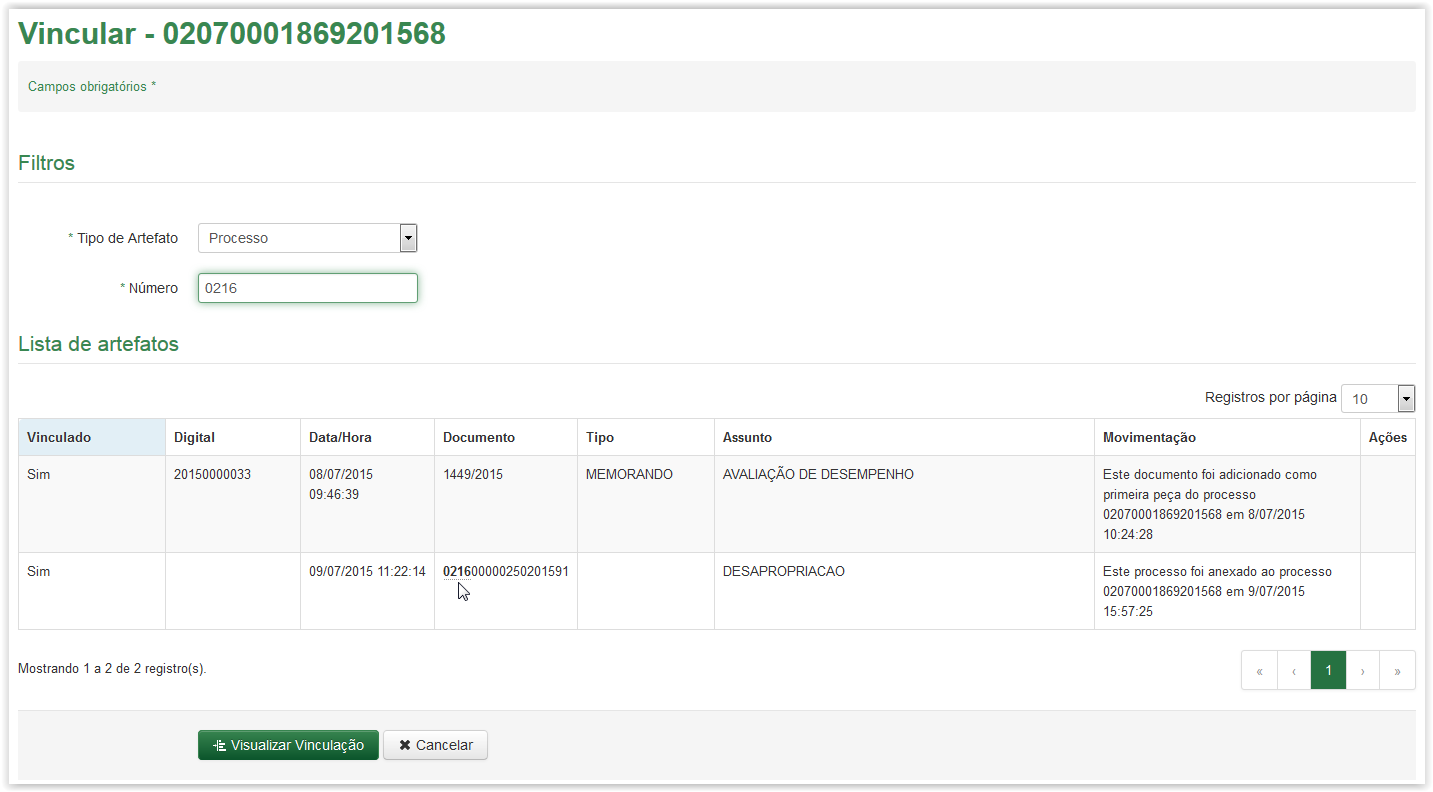 Vincular - 02070001869201568
Campos obrigatórios *
Filtros
* Tipo de Artefato Processo
* Número 0216
Lista de artefatos
Registros por página 10
Vinculado Digital Data/Hora Documento Tipo Assunto Movimentação Ações
Sim 20150000033 08/07/2015 1449/2015 MEMORANDO AVALIAÇÃO DE DESEMPENHO Este documento foi adicionado como
09:46:39 primeira peça do processo
02070001869201568 em 8/07/2015
10:24:28
Sim 09/07/2015 11:22:14 02160000250201591 DESAPROPRIACAO Este processo foi anexado ao processo
02070001869201568 em 9/07/2015
15:57:25
Mostrando 1 a 2 de 2 registro(s).
« ‹ 1 › »
Visualizar Vinculação Cancelar